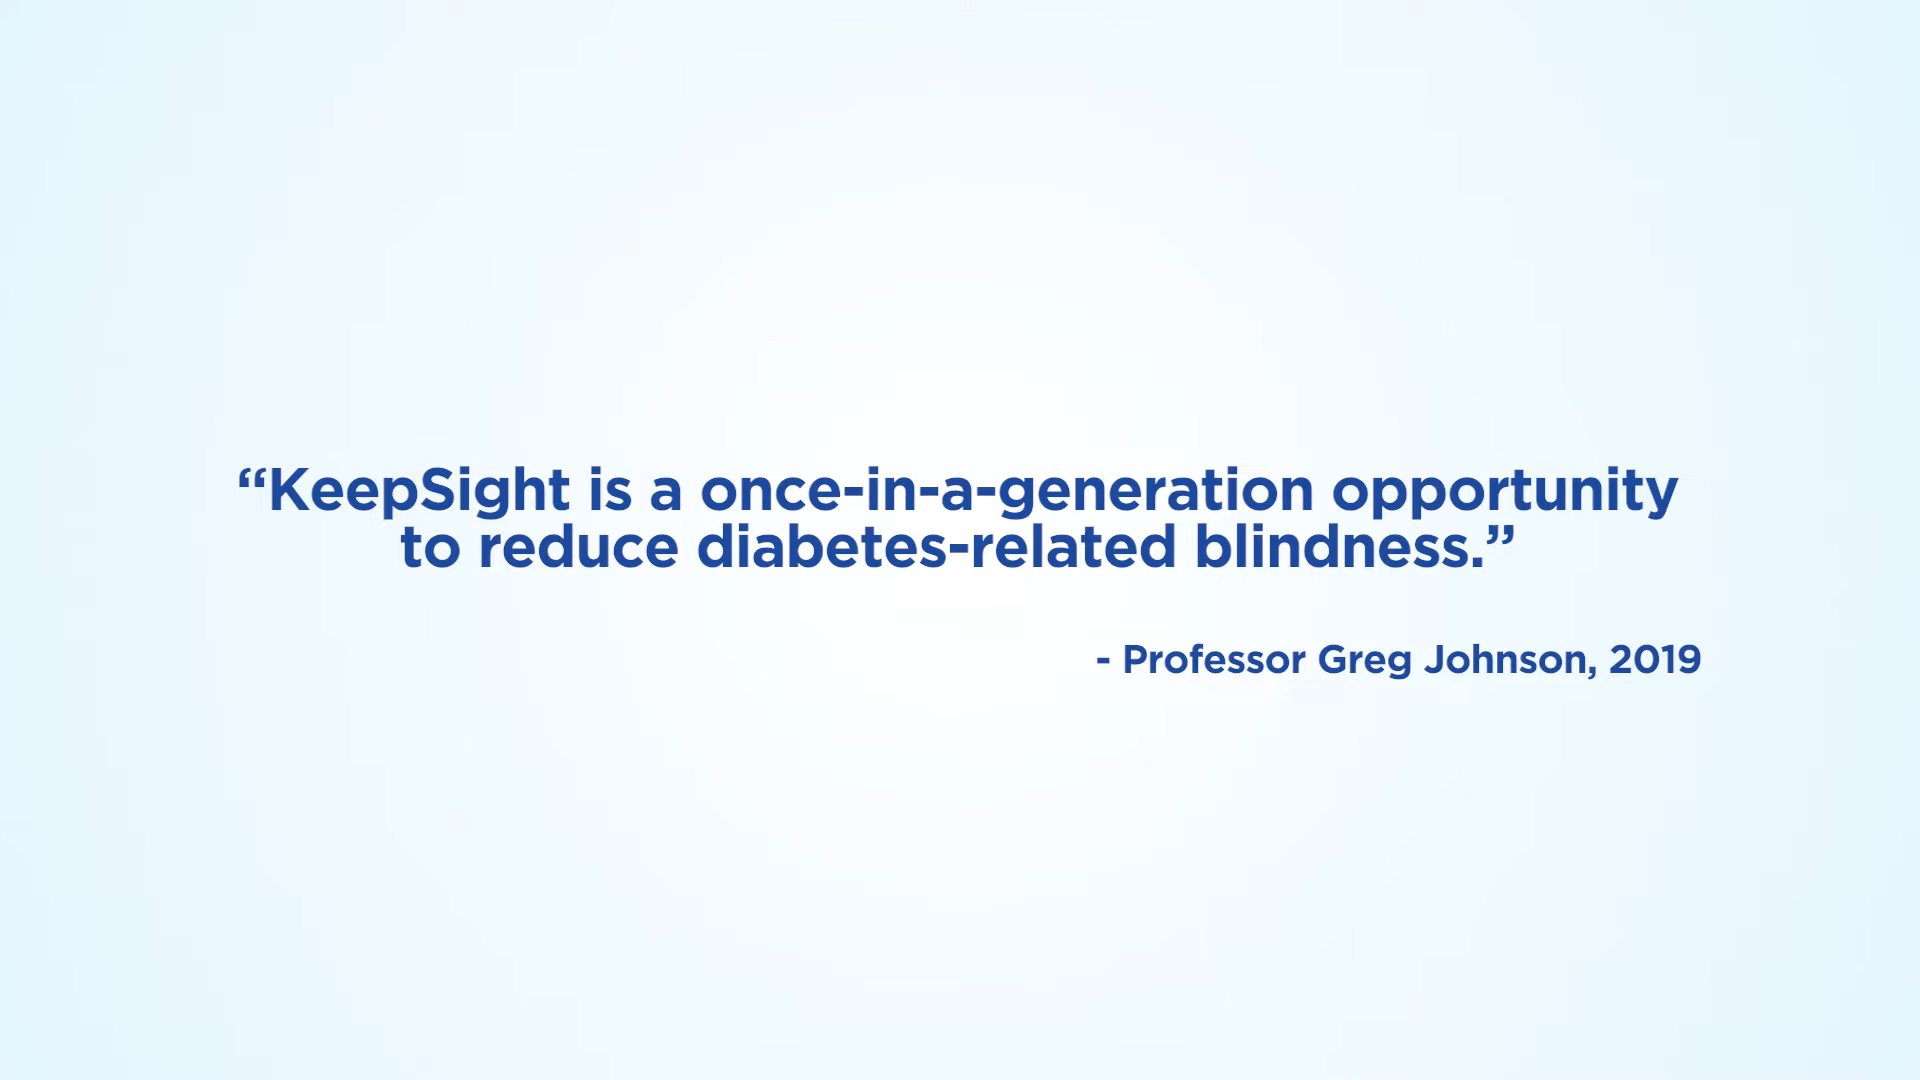 “KeepSight is a once-in-a-generation opportunity
to reduce diabetes-related blindness.”
- Professor Greg Johnson, 2019